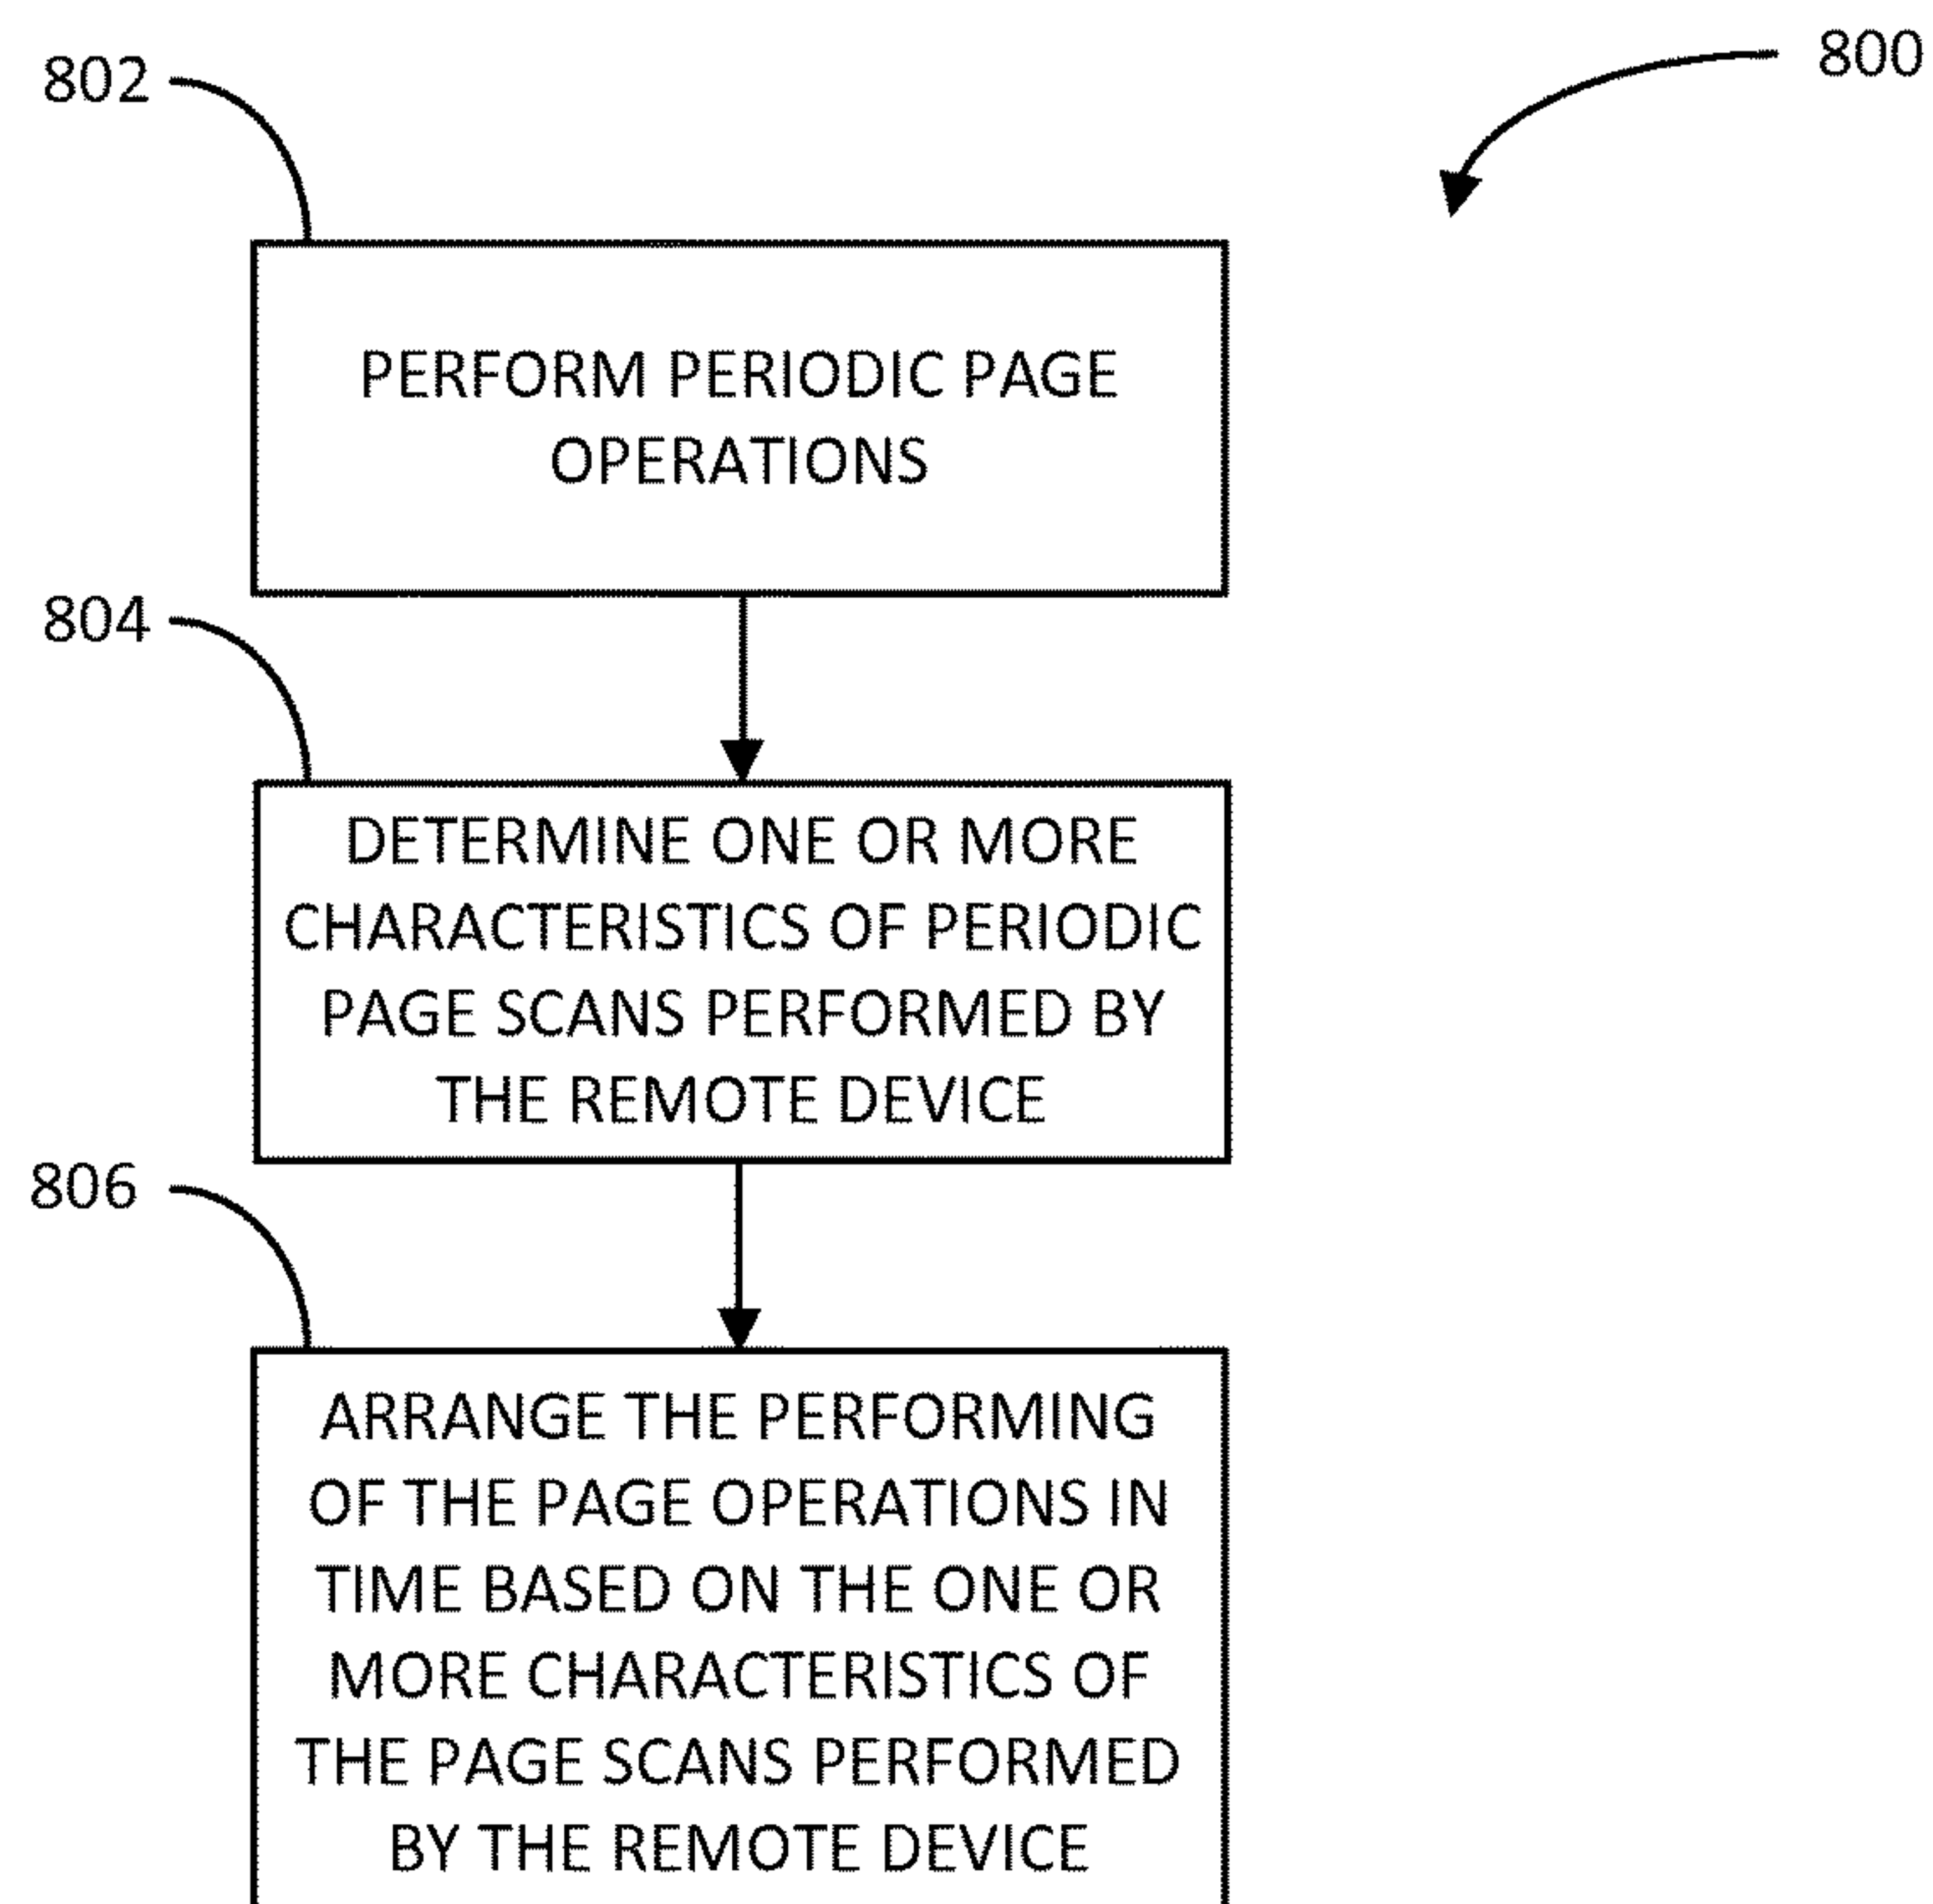 802
800
PERFORM PERIODIC PAGE
OPERATIONS
804
DETERMINE ONE OR MORE
CHARACTERISTICS OF PERIODIC
PAGE SCANS PERFORMED BY
THE REMOTE DEVICE
806
ARRANGE THE PERFORMING
OF THE PAGE OPERATIONS IN
TIME BASED ON THE ONE OR
MORE CHARACTERISTICS OF
THE PAGE SCANS PERFORMED
BY THE REMOTE DEVICE